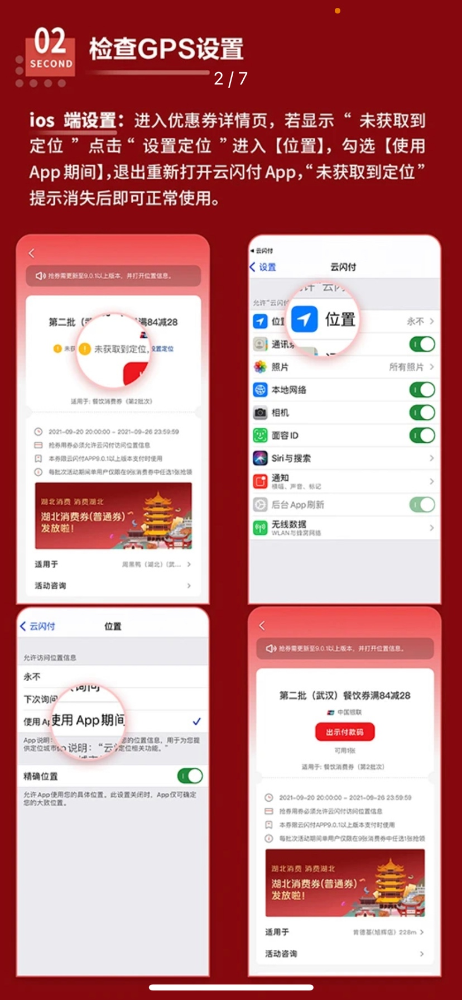 02
SECOND
检查GPS设置
2/7
ios 端设置：进入优惠券详情页，若显示“ 未获取到
定位 ”点击“ 设置定位 ”进入【位置】，勾选【使用
App期间】，退出重新打开云闪付App，“未获取到定位”
提示消失后即可正常使用。
抢券需更新至9.0.1以上版本，并打开位置信息。
满84减28
未获取到定位，
设置定位
适用于: 餐饮消费券（第2批次）
2021-09-20 20:00:00 - 2021-09-26 23:59:59
抢券用券必须允许云闪付访问位置信息
本券限云闪付APP9.0.1以上版本支付时使用
每批次活动期间单用户仅限在9张消费券中任选1张抢领
湖北消费 消费湖北
湖北消费券(普通券)
发放啦！
适用于
周黑鸭（湖北）（武...
活动咨询
云闪付
设置
云闪付
位置
永不
照片
所有照片
本地网络
相机
面容ID
Siri与搜索
通知
横幅、声音、标记
后台App刷新
无线数据
WLAN与蜂窝网络
云闪付
位置
允许访问位置信息
永不
下次询问
使用App期间
App说明：
说明：“云
您的位置信息，用于为您提
供定位城市
定位相关功能。”
精确位置
允许App使用您的具体位置。此设置关闭时，App仅可确定
您的大致位置。
抢券需更新至9.0.1以上版本，并打开位置信息。
第二批（武汉）餐饮券满84减28
中国银联
出示付款码
可用1张
适用于: 餐饮消费券（第2批次）
2021-09-20 20:00:00 - 2021-09-26 23:59:59
抢券用券必须允许云闪付访问位置信息
本券限云闪付APP9.0.1以上版本支付时使用
每批次活动期间单用户仅限在9张消费券中任选1张抢领
湖北消费 消费湖北
湖北消费券(普通券)
发放啦！
适用于
肯德基(旭辉店) 228m
活动咨询